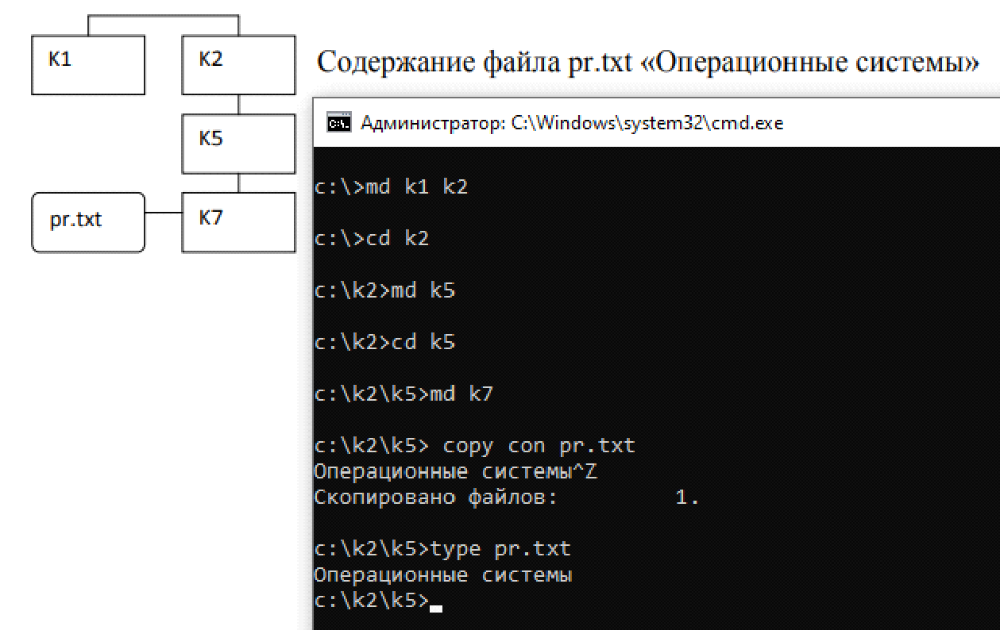 K1
K2
K5
pr.txt
K7
Содержание файла pr.txt «Операционные системы»
Администратор: C:\Windows\system32\cmd.exe
c:\>md k1 k2
c:\>cd k2
c:\k2>md k5
c:\k2>cd k5
c:\k2\k5>md k7
c:\k2\k5> copy con pr.txt
Операционные системы^Z
Скопировано файлов:         1.
c:\k2\k5>type pr.txt
Операционные системы
c:\k2\k5>